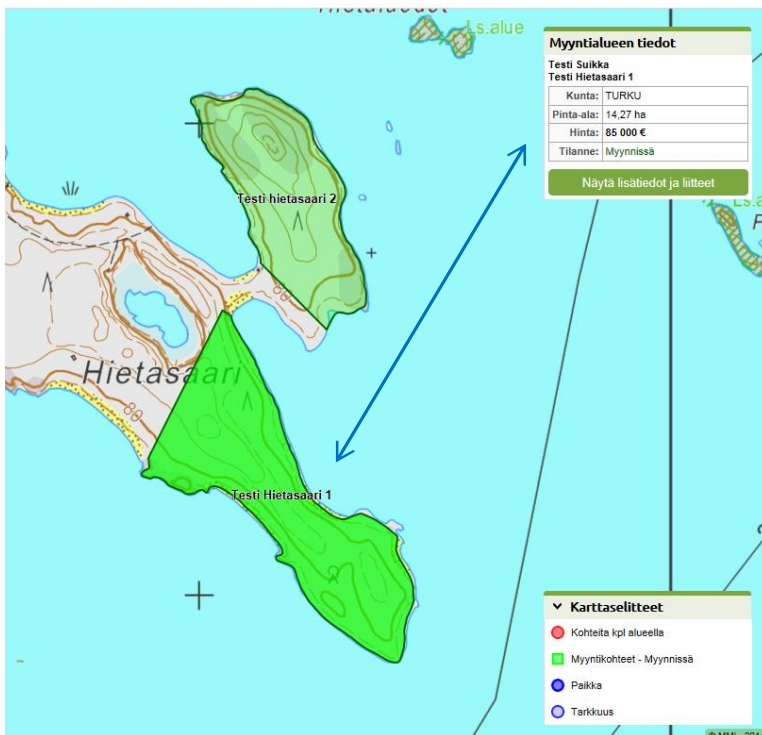 Hietaluodot
Ls.alue
Testi hietasaari 2
Hietasaari
Testi Hietasaari 1
Myyntialueen tiedot
Testi Suikka
Testi Hietasaari 1
Kunta: TURKU
Pinta-ala: 14,27 ha
Hinta: 85 000 €
Tilanne: Myynnissä
Näytä lisätiedot ja liitteet
Karttaselitteet
Kohteita kpl alueella
Myyntikohteet - Myynnissä
Paikka
Tarkkuus